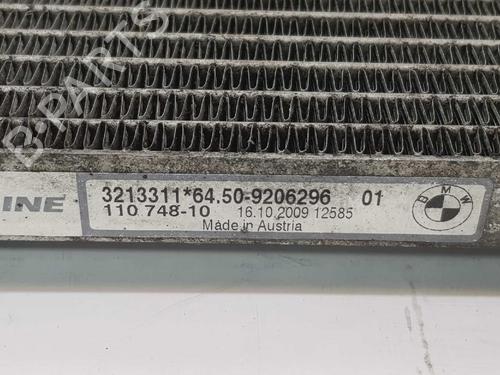 B-PARTS
INE
3213311*64.50-9206296 01
110 748-10 16.10.2009 12585
Made in Austria
BMW